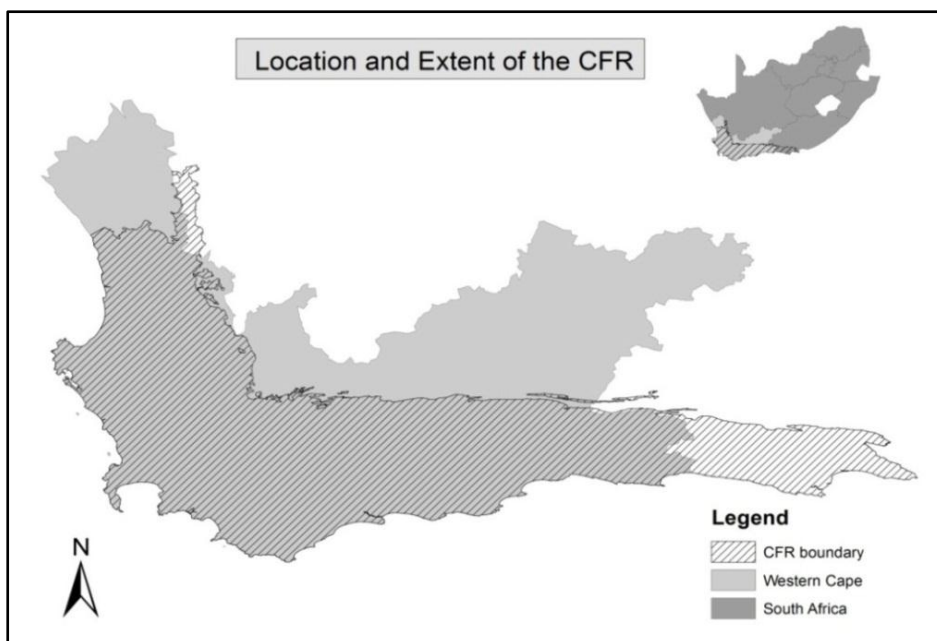 Location and Extent of the CFR
N
Legend
CFR boundary
Western Cape
South Africa